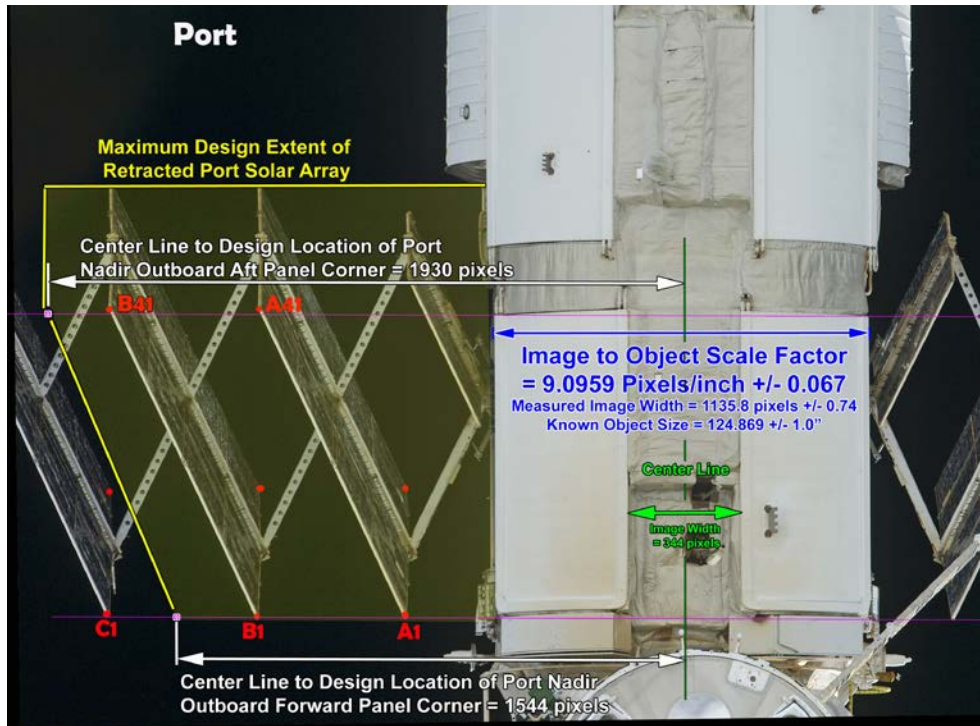 Port
Maximum Design Extent of
Retracted Port Solar Array
Center Line to Design Location of Port
Nadir Outboard Aft Panel Corner = 1930 pixels
B41
A41
Image to Object Scale Factor
= 9.0959 Pixels/inch +/- 0.067
Measured Image Width = 1135.8 pixels +/- 0.74
Known Object Size = 124.869 +/- 1.0"
Center Line
Image Width
= 344 pixels
C1
B1
A1
Center Line to Design Location of Port Nadir
Outboard Forward Panel Corner = 1544 pixels